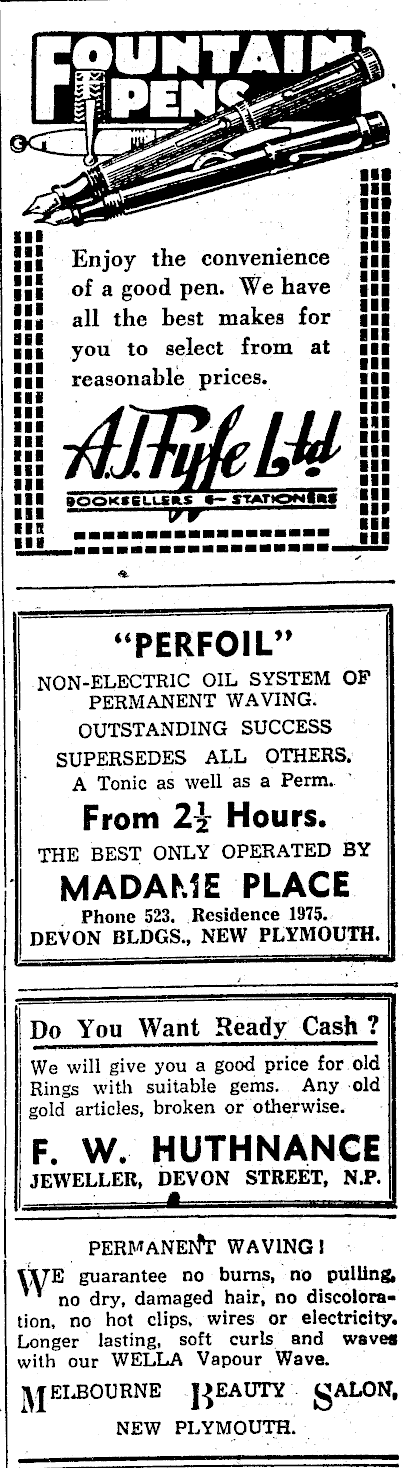 FOUNTAIN
PENS
Enjoy the convenience
of a good pen. We have
all the best makes for
you to select from at
reasonable prices.
A.J. Fyfe Ltd
BOOKSELLERS & STATIONERS
"PERFOIL"
NON-ELECTRIC OIL SYSTEM OF
PERMANENT WAVING.
OUTSTANDING SUCCESS
SUPERSEDES ALL OTHERS.
A Tonic as well as a Perm.
From 2½ Hours.
THE BEST ONLY OPERATED BY
MADAME PLACE
Phone 523. Residence 1975.
DEVON BLDGS., NEW PLYMOUTH.
Do You Want Ready Cash ?
We will give you a good price for old
Rings with suitable gems. Any old
gold articles, broken or otherwise.
F. W. HUTHNANCE
JEWELLER, DEVON STREET, N.P.
PERMANENT WAVING!
WE guarantee no burns, no pulling,
no dry, damaged hair, no discolora-
tion, no hot clips, wires or electricity.
Longer lasting, soft curls and waves
with our WELLA Vapour Wave.
MELBOURNE BEAUTY SALON,
NEW PLYMOUTH.